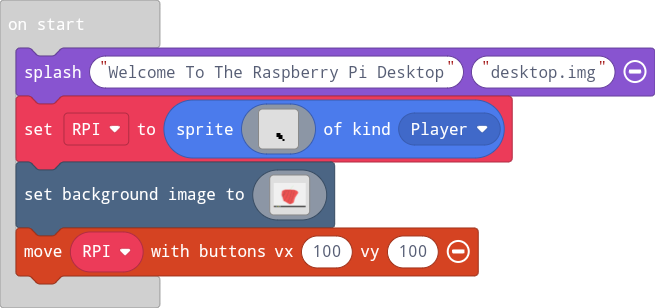 on start
splash "Welcome To The Raspberry Pi Desktop" "desktop.img"
set RPI to sprite of kind Player
set background image to
move RPI with buttons vx 100 vy 100